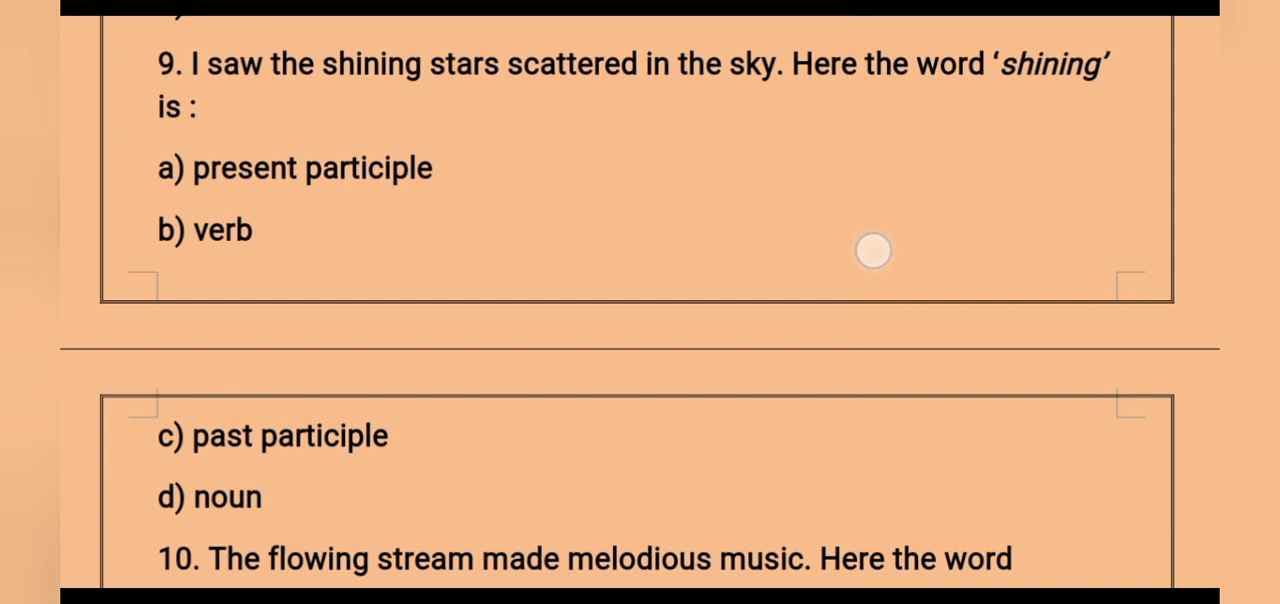 9. I saw the shining stars scattered in the sky. Here the word ‘shining’
is :
a) present participle
b) verb
c) past participle
d) noun
10. The flowing stream made melodious music. Here the word